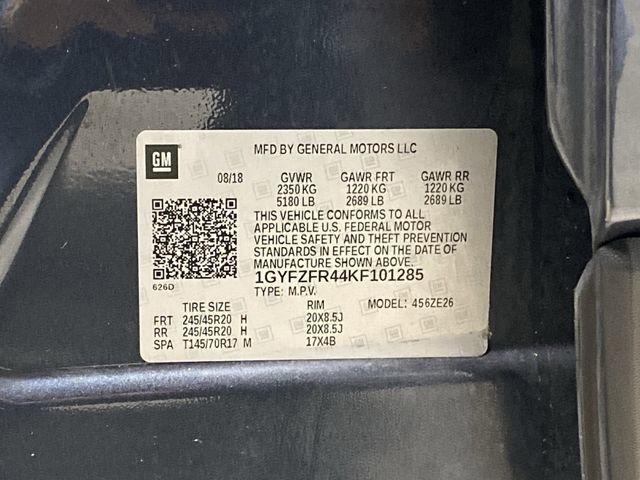 GM
MFD BY GENERAL MOTORS LLC
08/18 GVWR GAWR FRT GAWR RR
2350 KG 1220 KG 1220 KG
5180 LB 2689 LB 2689 LB
THIS VEHICLE CONFORMS TO ALL
APPLICABLE U.S. FEDERAL MOTOR
VEHICLE SAFETY AND THEFT PREVENTION
STANDARDS IN EFFECT ON THE DATE OF
MANUFACTURE SHOWN ABOVE.
1GYFZFR44KF101285
626D TYPE: M.P.V.
TIRE SIZE RIM MODEL: 456ZE26
FRT 245/45R20 H 20X8.5J
RR 245/45R20 H 20X8.5J
SPA T145/70R17 M 17X4B